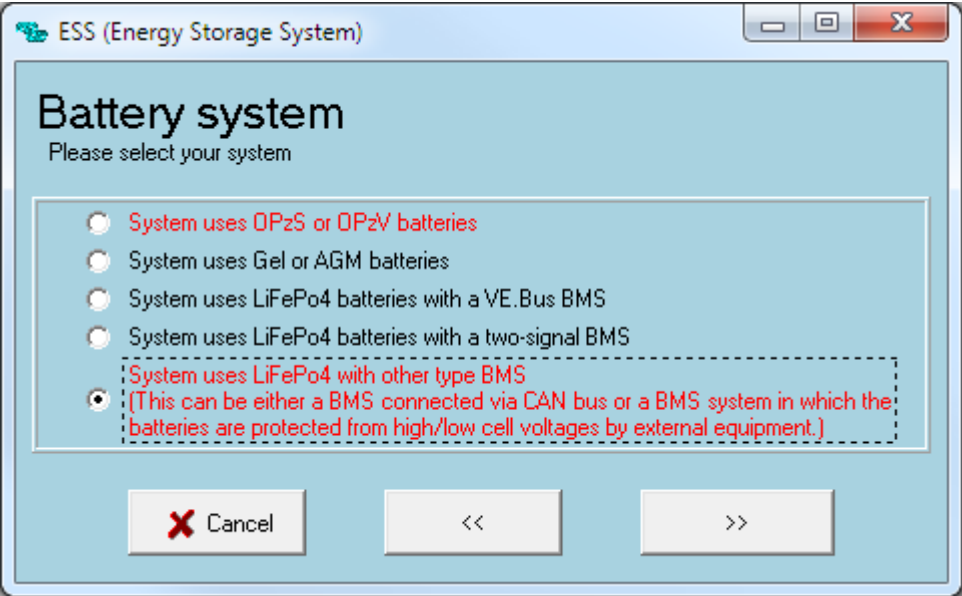 ESS (Energy Storage System)
Battery system
Please select your system
System uses OPzS or OPzV batteries
System uses Gel or AGM batteries
System uses LiFePo4 batteries with a VE.Bus BMS
System uses LiFePo4 batteries with a two-signal BMS
System uses LiFePo4 with other type BMS
(This can be either a BMS connected via CAN bus or a BMS system in which the
batteries are protected from high/low cell voltages by external equipment.)
Cancel
<<
>>